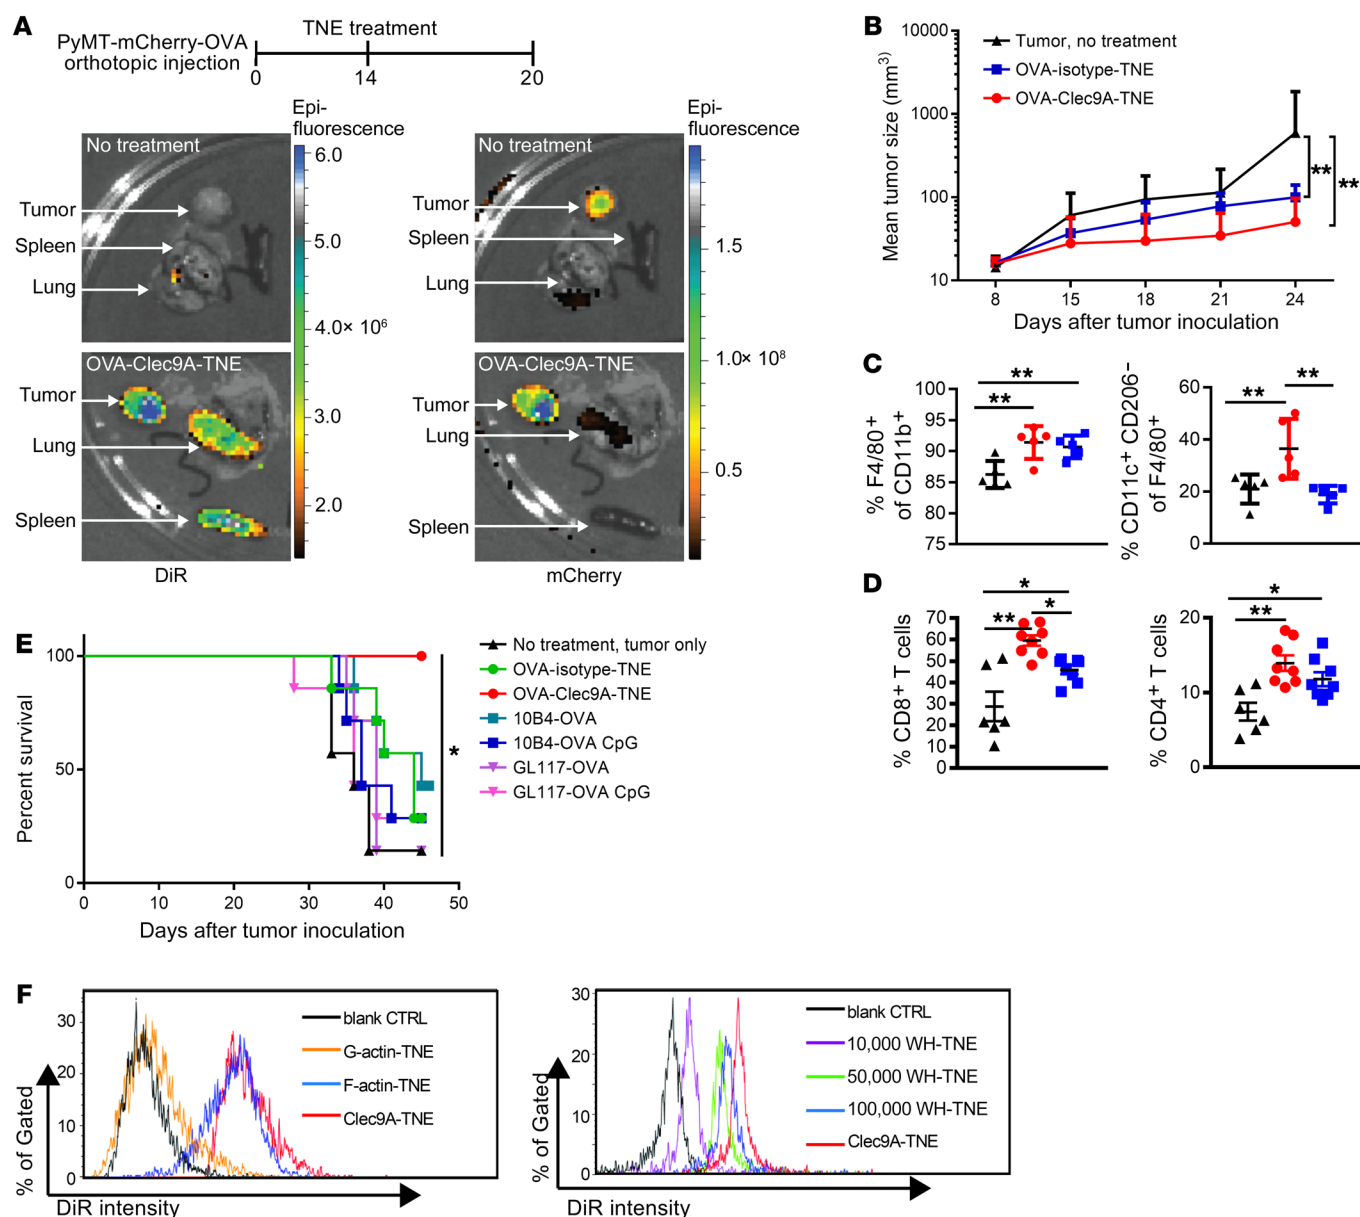 A
TNE treatment
PyMT-mCherry-OVA
orthotopic injection
0
14
20
Epi-
fluorescence
No treatment
Tumor
Spleen
Lung
OVA-Clec9A-TNE
Tumor
Lung
Spleen
DiR
6.0
5.0
4.0× 10⁶
3.0
2.0
Epi-
fluorescence
No treatment
Tumor
Spleen
Lung
OVA-Clec9A-TNE
Tumor
Lung
Spleen
mCherry
1.5
1.0× 10⁸
0.5
B
Mean tumor size (mm³)
10000
1000
100
10
Tumor, no treatment
OVA-isotype-TNE
OVA-Clec9A-TNE
**
**
8
15
18
21
24
Days after tumor inoculation
C
% F4/80⁺
of CD11b⁺
100
95
90
85
80
75
**
**
% CD11c⁺ CD206⁻
of F4/80⁺
60
40
20
0
**
**
D
% CD8⁺ T cells
70
60
50
40
30
20
10
0
*
**
*
% CD4⁺ T cells
20
10
0
*
**
E
Percent survival
100
50
0
0
10
20
30
40
50
Days after tumor inoculation
*
No treatment, tumor only
OVA-isotype-TNE
OVA-Clec9A-TNE
10B4-OVA
10B4-OVA CpG
GL117-OVA
GL117-OVA CpG
F
% of Gated
30
20
10
0
blank CTRL
G-actin-TNE
F-actin-TNE
Clec9A-TNE
DiR intensity
% of Gated
30
20
10
0
blank CTRL
10,000 WH-TNE
50,000 WH-TNE
100,000 WH-TNE
Clec9A-TNE
DiR intensity